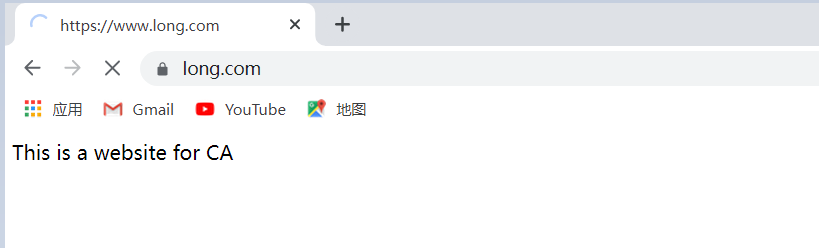 https://www.long.com
long.com
应用 Gmail YouTube 地图
This is a website for CA